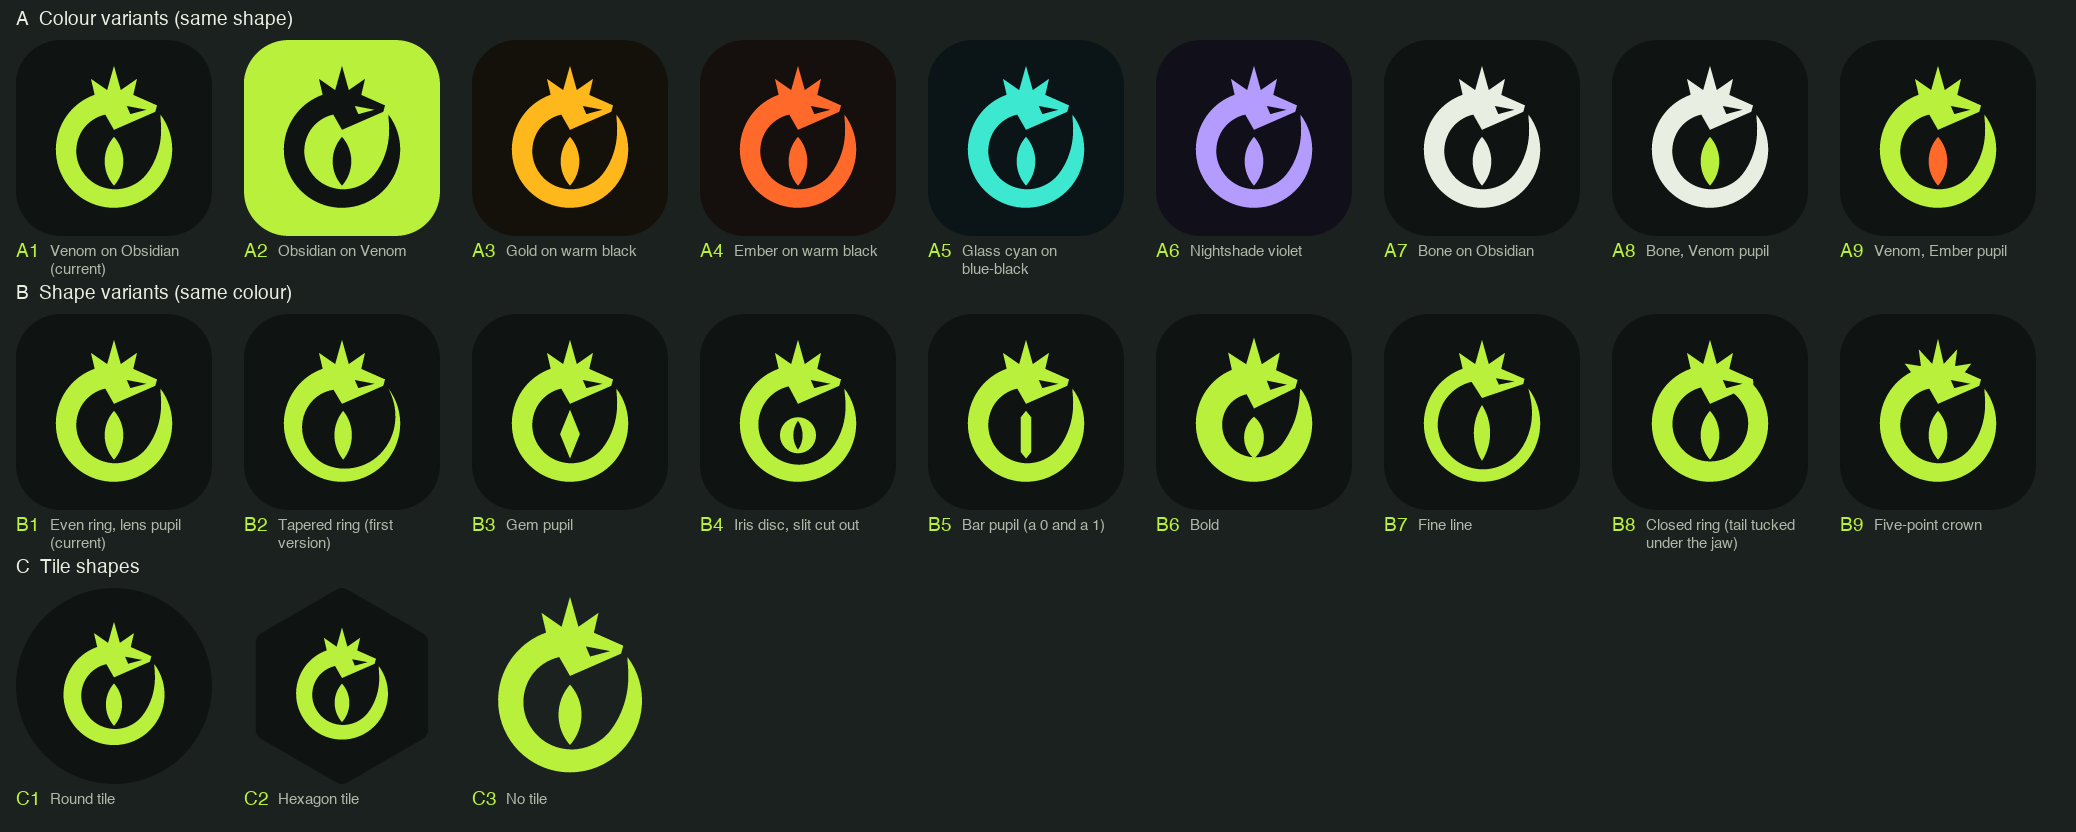 A Colour variants (same shape)
A1 Venom on Obsidian
(current)
A2 Obsidian on Venom
A3 Gold on warm black
A4 Ember on warm black
A5 Glass cyan on
blue-black
A6 Nightshade violet
A7 Bone on Obsidian
A8 Bone, Venom pupil
A9 Venom, Ember pupil
B Shape variants (same colour)
B1 Even ring, lens pupil
(current)
B2 Tapered ring (first
version)
B3 Gem pupil
B4 Iris disc, slit cut out
B5 Bar pupil (a 0 and a 1)
B6 Bold
B7 Fine line
B8 Closed ring (tail tucked
under the jaw)
B9 Five-point crown
C Tile shapes
C1 Round tile
C2 Hexagon tile
C3 No tile